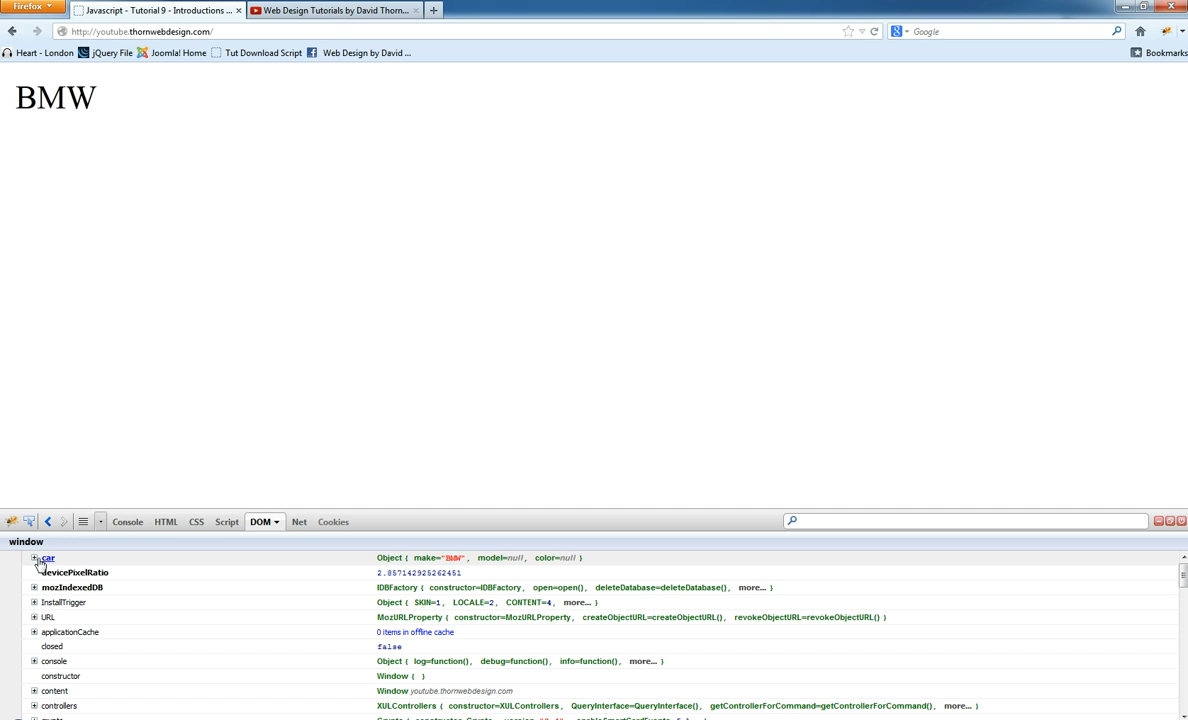 Firefox
Javascript - Tutorial 9 - Introductions ...
Web Design Tutorials by David Thorn...
http://youtube.thornwebdesign.com/
Google
Heart - London
jQuery File
Joomla! Home
Tut Download Script
Web Design by David ...
Bookmarks
BMW
Console HTML CSS Script DOM Net Cookies
window
car Object { make="BMW", model=null, color=null }
devicePixelRatio 2.857142925262451
mozIndexedDB IDBFactory { constructor=IDBFactory, open=open(), deleteDatabase=deleteDatabase(), more... }
InstallTrigger Object { SKIN=1, LOCALE=2, CONTENT=4, more... }
URL MozURLProperty { constructor=MozURLProperty, createObjectURL=createObjectURL(), revokeObjectURL=revokeObjectURL() }
applicationCache 0 items in offline cache
closed false
console Object { log=function(), debug=function(), info=function(), more... }
constructor Window { }
content Window youtube.thornwebdesign.com
controllers XULControllers { constructor=XULControllers, QueryInterface=QueryInterface(), getControllerForCommand=getControllerForCommand(), more... }